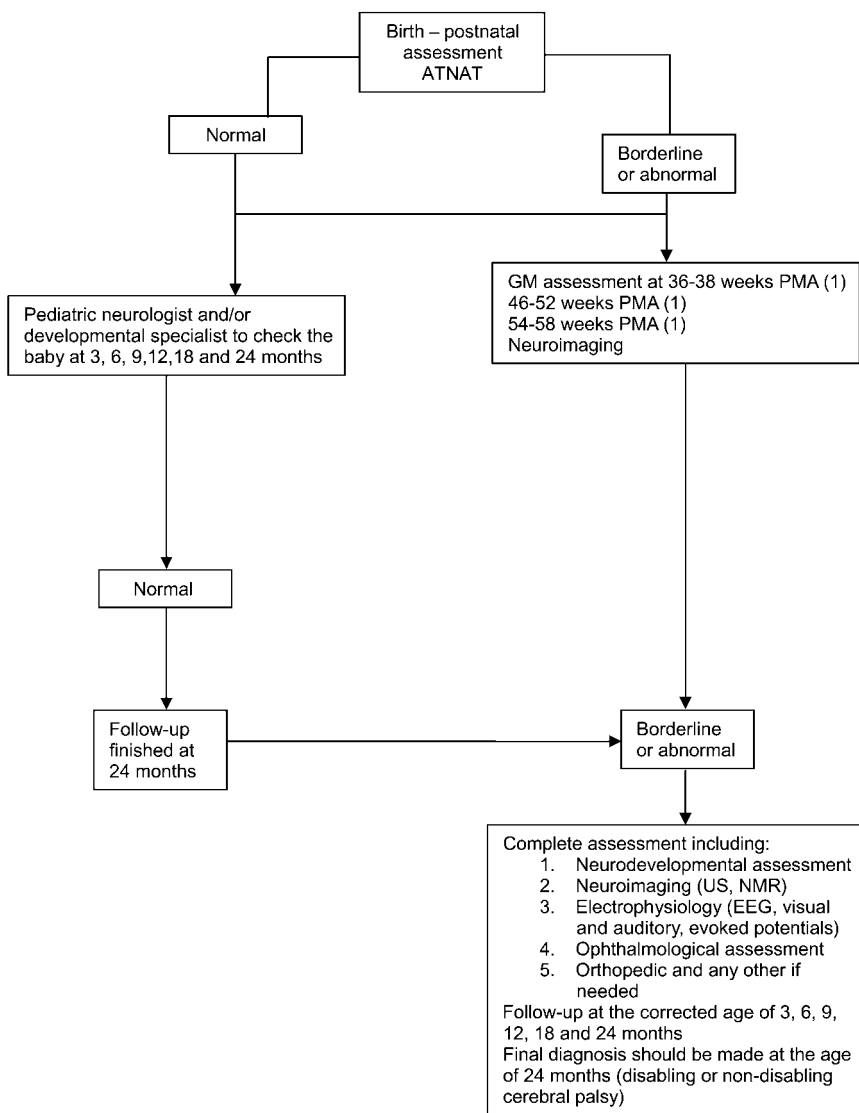 Birth – postnatal
assessment
ATNAT
Normal
Borderline
or abnormal
GM assessment at 36-38 weeks PMA (1)
46-52 weeks PMA (1)
54-58 weeks PMA (1)
Neuroimaging
Pediatric neurologist and/or
developmental specialist to check the
baby at 3, 6, 9,12,18 and 24 months
Normal
Follow-up
finished at
24 months
Borderline
or abnormal
Complete assessment including:
1. Neurodevelopmental assessment
2. Neuroimaging (US, NMR)
3. Electrophysiology (EEG, visual
and auditory, evoked potentials)
4. Ophthalmological assessment
5. Orthopedic and any other if
needed
Follow-up at the corrected age of 3, 6, 9,
12, 18 and 24 months
Final diagnosis should be made at the age
of 24 months (disabling or non-disabling
cerebral palsy)